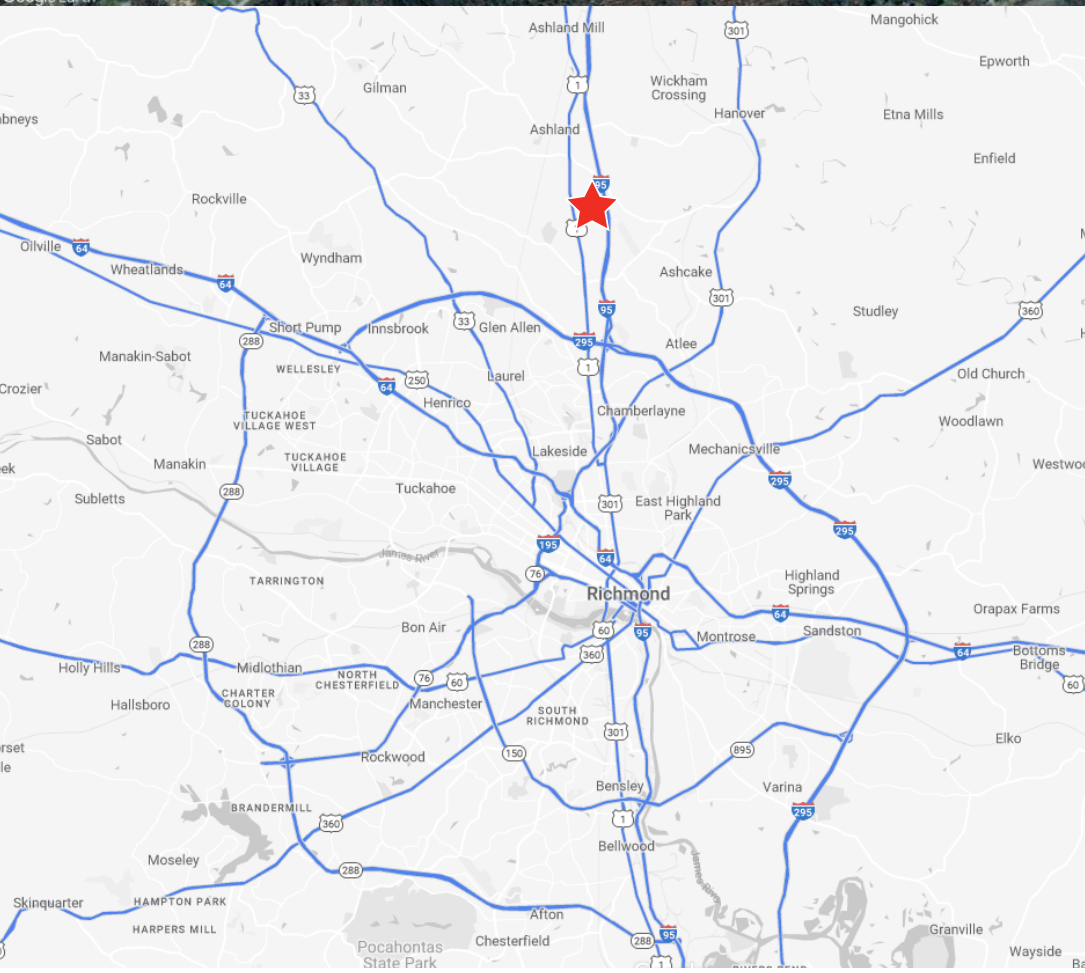 Google Earth
Mangohick
Ashland Mill
301
Epworth
Wickham
Crossing
Gilman
1
33
Hanover
Etna Mills
Ashland
Enfield
95
Rockville
Oilville
64
Wyndham
Wheatlands
Ashcake
64
301
95
Studley
360
33
Short Pump
Innsbrook
Glen Allen
288
295
Atlee
Manakin-Sabot
1
WELLESLEY
Laurel
Old Church
250
64
Crozier
Henrico
Chamberlayne
TUCKAHOE
VILLAGE WEST
Woodlawn
Sabot
Lakeside
Mechanicsville
Manakin
TUCKAHOE
VILLAGE
295
Tuckahoe
288
Subletts
301
East Highland
Park
295
195
James River
64
76
TARRINGTON
Highland
Springs
Richmond
Orapax Farms
64
Bon Air
60
95
Montrose
Sandston
288
64
Bottoms
Bridge
360
Holly Hills
Midlothian
NORTH
CHESTERFIELD
76
60
60
CHARTER
COLONY
Hallsboro
Manchester
SOUTH
RICHMOND
301
Elko
895
150
Rockwood
Bensley
Varina
BRANDERMILL
295
360
1
Bellwood
Moseley
288
James River
Skinquarter
HAMPTON PARK
Afton
HARPERS MILL
95
Granville
Chesterfield
288
Pocahontas
State Park
Wayside
1